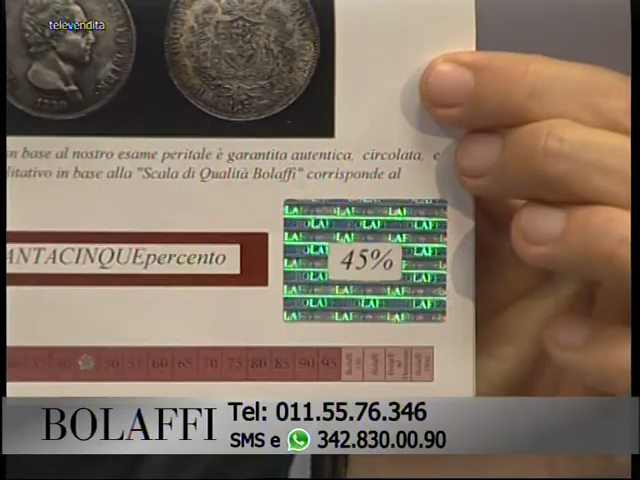 televendita
base al nostro esame peritale è garantita autentica, circolata, e
litativo in base alla "Scala di Qualità Bolaffi" corrisponde al
ANTACINQUEpercento
45%
60 65 70 75 80 85 90 95
BOLAFFI
Tel: 011.55.76.346
SMS e 342.830.00.90